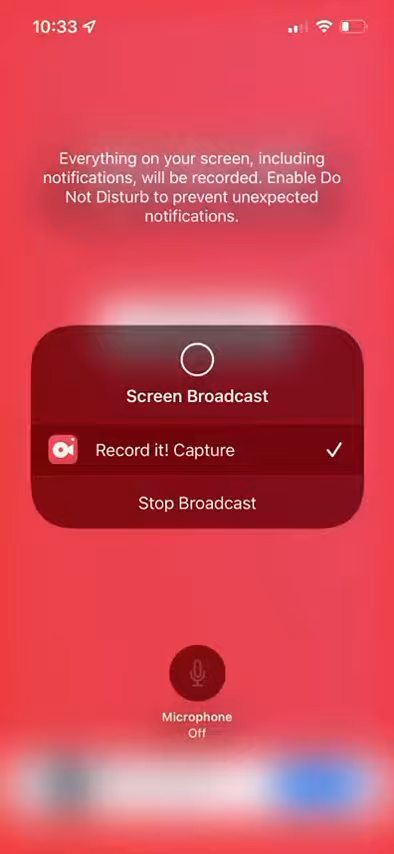 10:33
Everything on your screen, including
notifications, will be recorded. Enable Do
Not Disturb to prevent unexpected
notifications.
Screen Broadcast
Record it! Capture
Stop Broadcast
Microphone
Off